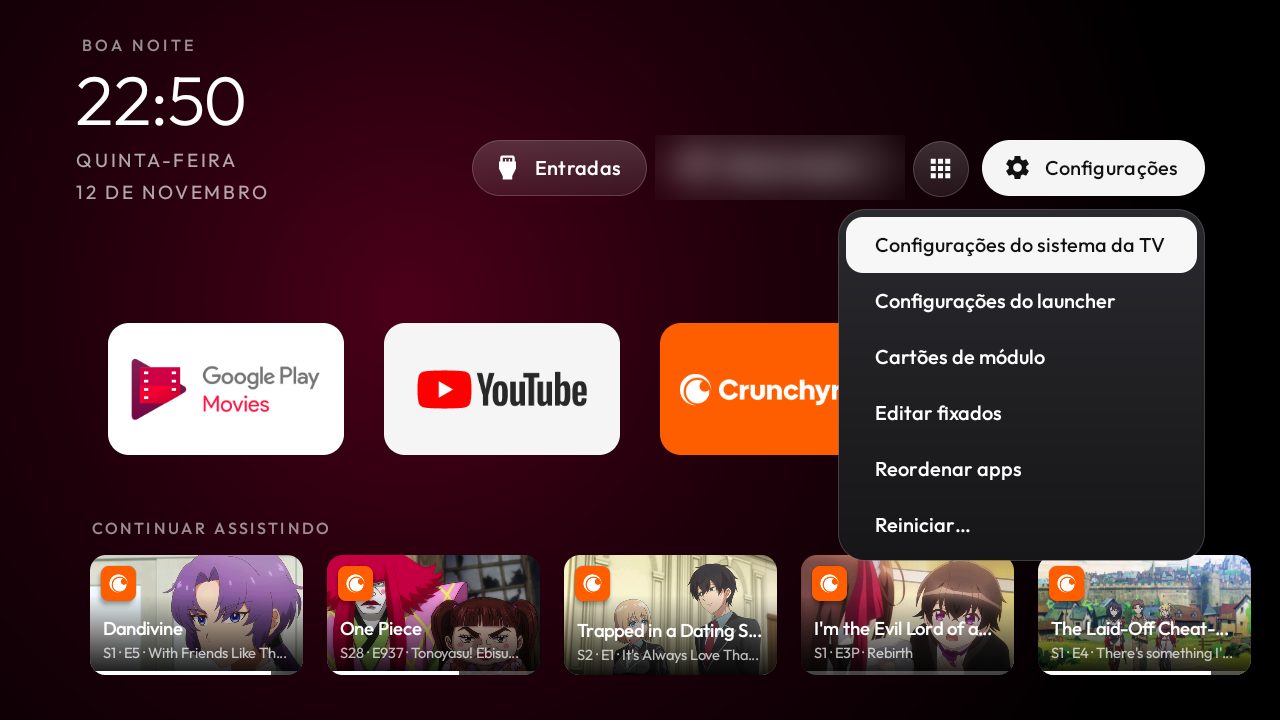 BOA NOITE
22:50
QUINTA-FEIRA
12 DE NOVEMBRO
Entradas
Configurações
Configurações do sistema da TV
Configurações do launcher
Cartões de módulo
Editar fixados
Reordenar apps
Reiniciar...
Google Play
Movies
YouTube
Crunchyr
CONTINUAR ASSISTINDO
Dandivine
S1 · E5 · With Friends Like Th...
One Piece
S28 · E937 · Tonoyasu! Ebisu...
Trapped in a Dating S...
S2 · E1 · It's Always Love Tha...
I'm the Evil Lord of a...
S1 · E3P · Rebirth
The Laid-Off Cheat-...
S1 · E4 · There's something I'...